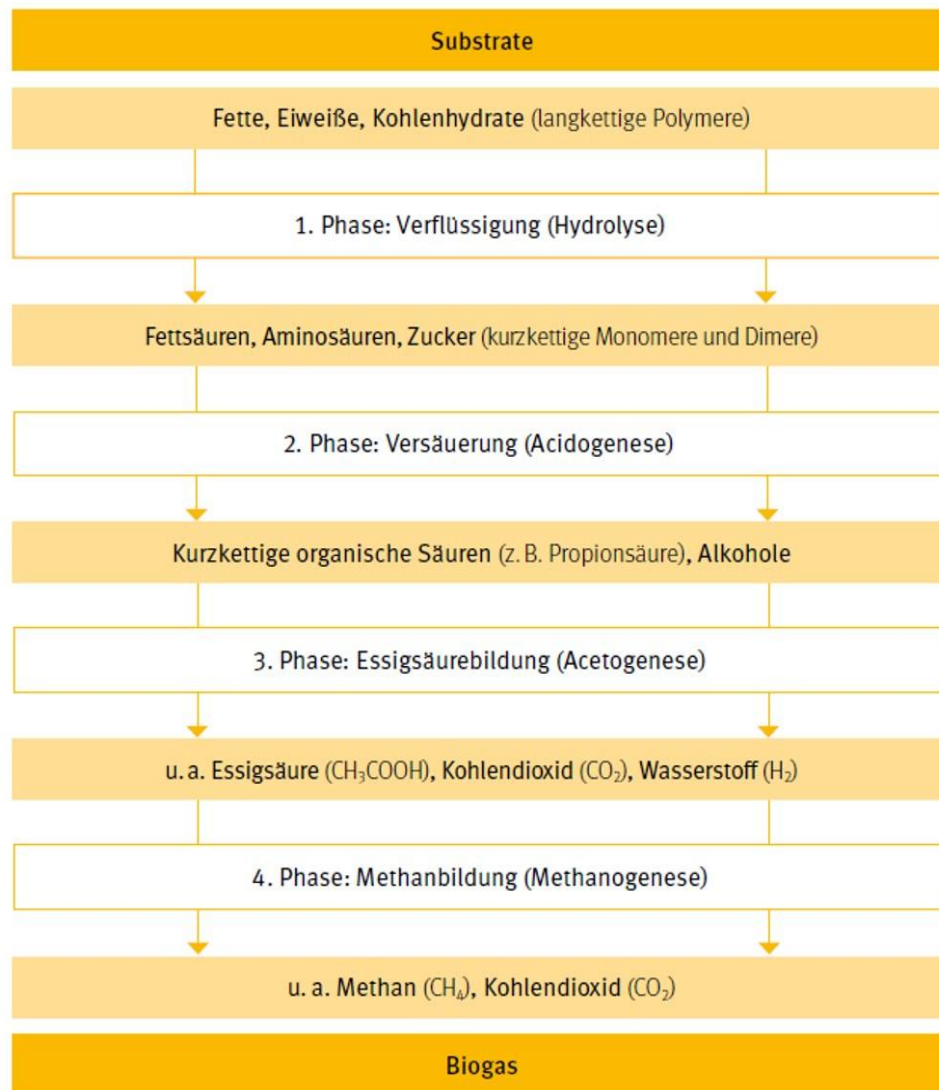 Substrate
Fette, Eiweiße, Kohlenhydrate (langkettige Polymere)
1. Phase: Verflüssigung (Hydrolyse)
Fettsäuren, Aminosäuren, Zucker (kurzkettige Monomere und Dimere)
2. Phase: Versäuerung (Acidogenese)
Kurzkettige organische Säuren (z. B. Propionsäure), Alkohole
3. Phase: Essigsäurebildung (Acetogenese)
u. a. Essigsäure (CH₃COOH), Kohlendioxid (CO₂), Wasserstoff (H₂)
4. Phase: Methanbildung (Methanogenese)
u. a. Methan (CH₄), Kohlendioxid (CO₂)
Biogas